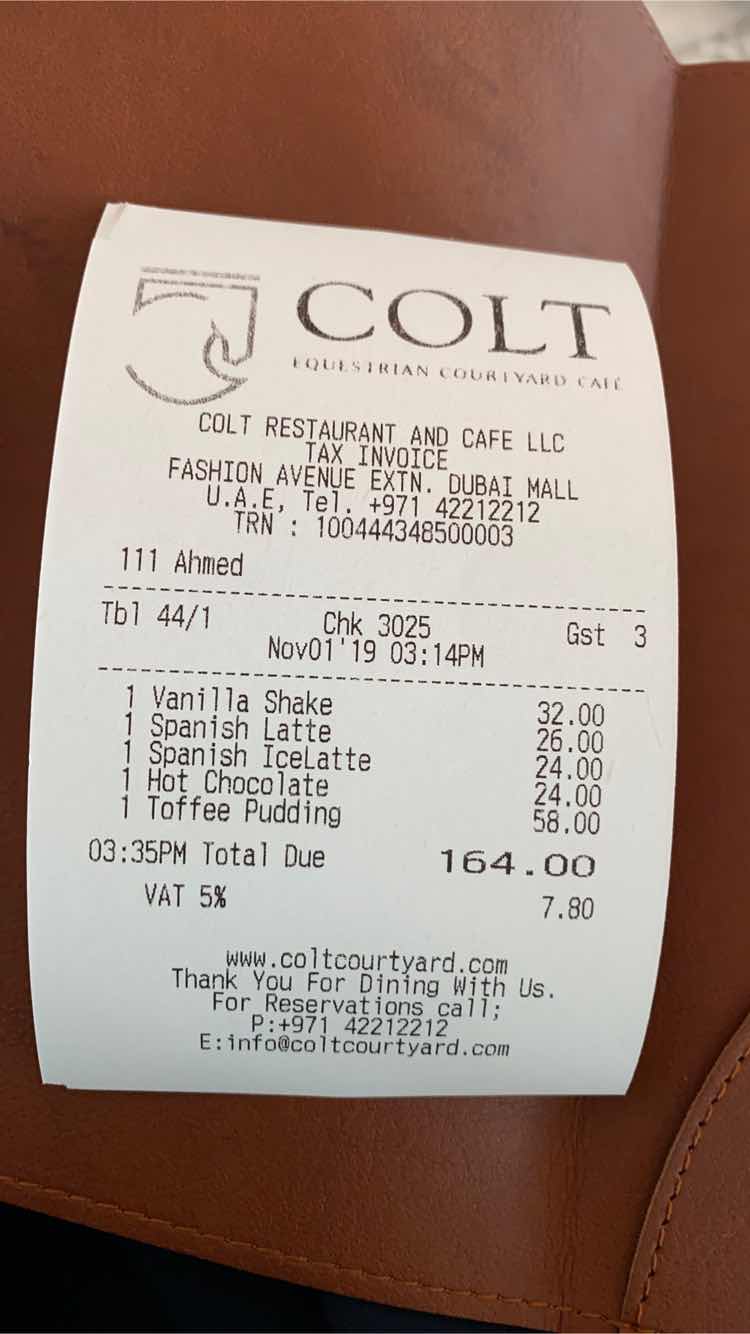 COLT
EQUESTRIAN COURTYARD CAFÉ
COLT RESTAURANT AND CAFE LLC
TAX INVOICE
FASHION AVENUE EXTN. DUBAI MALL
U.A.E, Tel. +971 42212212
TRN : 100444348500003
111 Ahmed
Tbl 44/1 Chk 3025 Gst 3
Nov01'19 03:14PM
1 Vanilla Shake 32.00
1 Spanish Latte 26.00
1 Spanish IceLatte 24.00
1 Hot Chocolate 24.00
1 Toffee Pudding 58.00
03:35PM Total Due 164.00
VAT 5% 7.80
www.coltcourtyard.com
Thank You For Dining With Us.
For Reservations call;
P:+971 42212212
E:info@coltcourtyard.com